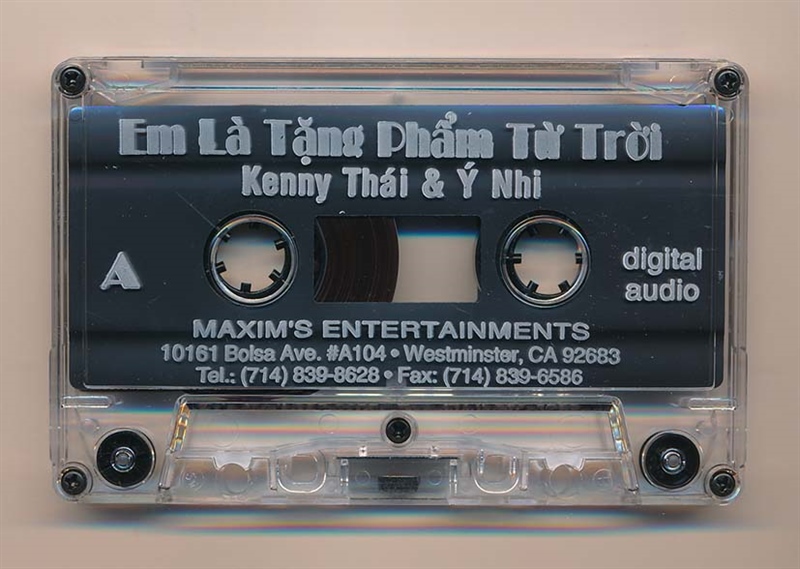 Em Là Tặng Phẩm Từ Trời
Kenny Thái & Ý Nhi
A
digital
audio
MAXIM'S ENTERTAINMENTS
10161 Bolsa Ave. #A104 • Westminster, CA 92683
Tel.: (714) 839-8628 • Fax: (714) 839-6586